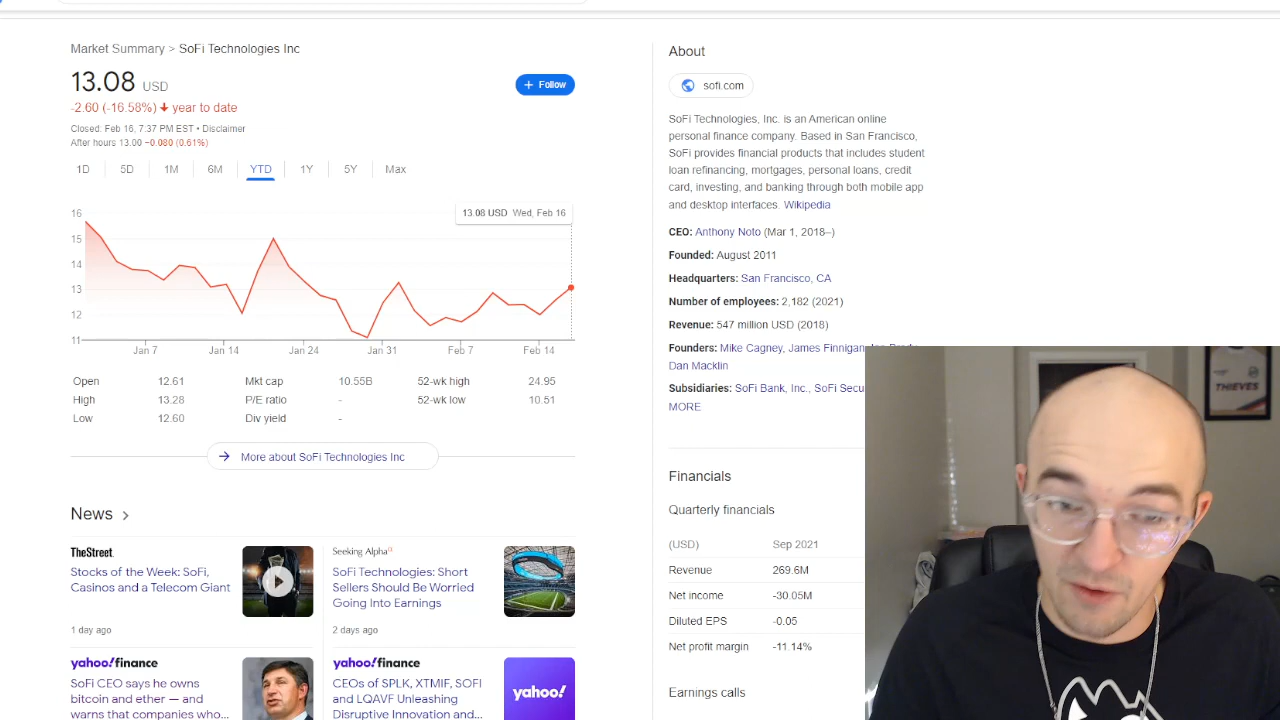 Market Summary > SoFi Technologies Inc
13.08 USD
+ Follow
-2.60 (-16.58%) ↓ year to date
Closed: Feb 16, 7:37 PM EST • Disclaimer
After hours 13.00 −0.080 (0.61%)
1D 5D 1M 6M YTD 1Y 5Y Max
13.08 USD Wed, Feb 16
16
15
14
13
12
11
Jan 7 Jan 14 Jan 24 Jan 31 Feb 7 Feb 14
Open 12.61 Mkt cap 10.55B 52-wk high 24.95
High 13.28 P/E ratio - 52-wk low 10.51
Low 12.60 Div yield -
→ More about SoFi Technologies Inc
News >
TheStreet
Stocks of the Week: SoFi,
Casinos and a Telecom Giant
1 day ago
Seeking Alpha
SoFi Technologies: Short
Sellers Should Be Worried
Going Into Earnings
2 days ago
yahoo!finance
SoFi CEO says he owns
bitcoin and ether — and
warns that companies who...
yahoo!finance
CEOs of SPLK, XTMIF, SOFI
and LQAVF Unleashing
Disruptive Innovation and...
yahoo!
About
sofi.com
SoFi Technologies, Inc. is an American online
personal finance company. Based in San Francisco,
SoFi provides financial products that includes student
loan refinancing, mortgages, personal loans, credit
card, investing, and banking through both mobile app
and desktop interfaces. Wikipedia
CEO: Anthony Noto (Mar 1, 2018–)
Founded: August 2011
Headquarters: San Francisco, CA
Number of employees: 2,182 (2021)
Revenue: 547 million USD (2018)
Founders: Mike Cagney, James Finnigan
Dan Macklin
Subsidiaries: SoFi Bank, Inc., SoFi Secu
MORE
Financials
Quarterly financials
(USD) Sep 2021
Revenue 269.6M
Net income -30.05M
Diluted EPS -0.05
Net profit margin -11.14%
Earnings calls
THIEVES